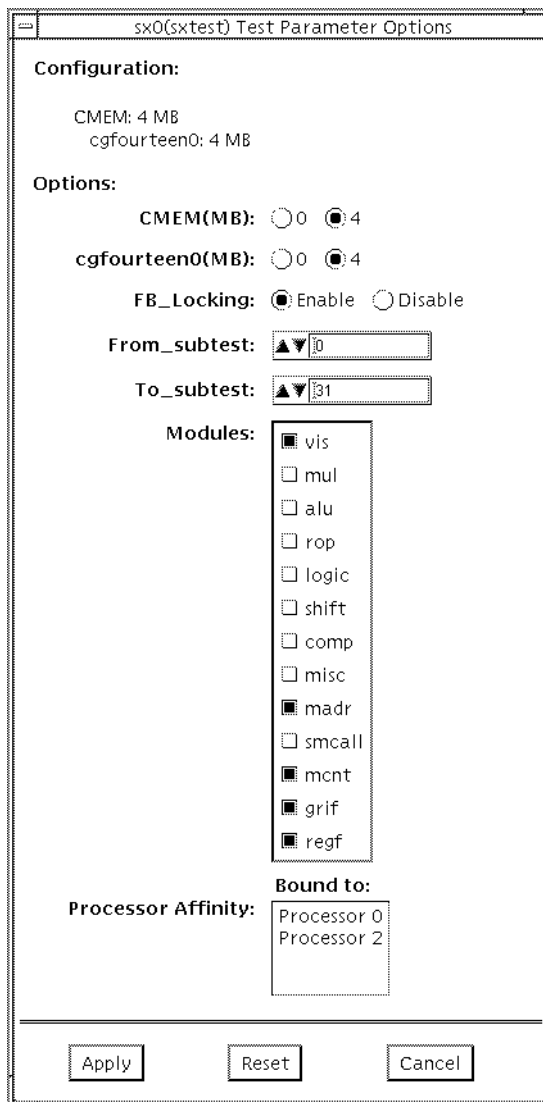 sx0(sxtest) Test Parameter Options
Configuration:
CMEM: 4 MB
cgfourteen0: 4 MB
Options:
CMEM(MB): 0 4
cgfourteen0(MB): 0 4
FB_Locking: Enable Disable
From_subtest: 0
To_subtest: 31
Modules: vis
mul
alu
rop
logic
shift
comp
misc
madr
smcall
mcnt
grif
regf
Bound to:
Processor Affinity: Processor 0
Processor 2
Apply Reset Cancel